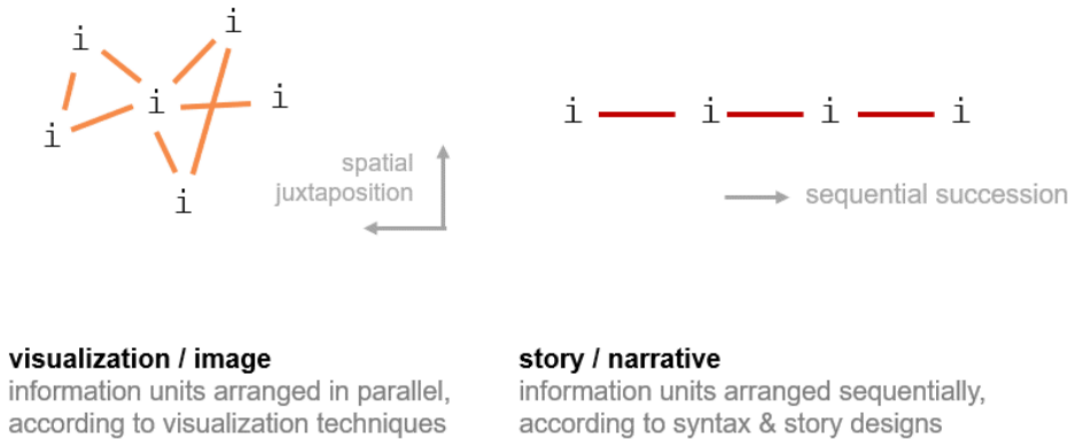 i
i
i
i
i
i
spatial
juxtaposition
visualization / image
information units arranged in parallel,
according to visualization techniques
i i i i
sequential succession
story / narrative
information units arranged sequentially,
according to syntax & story designs